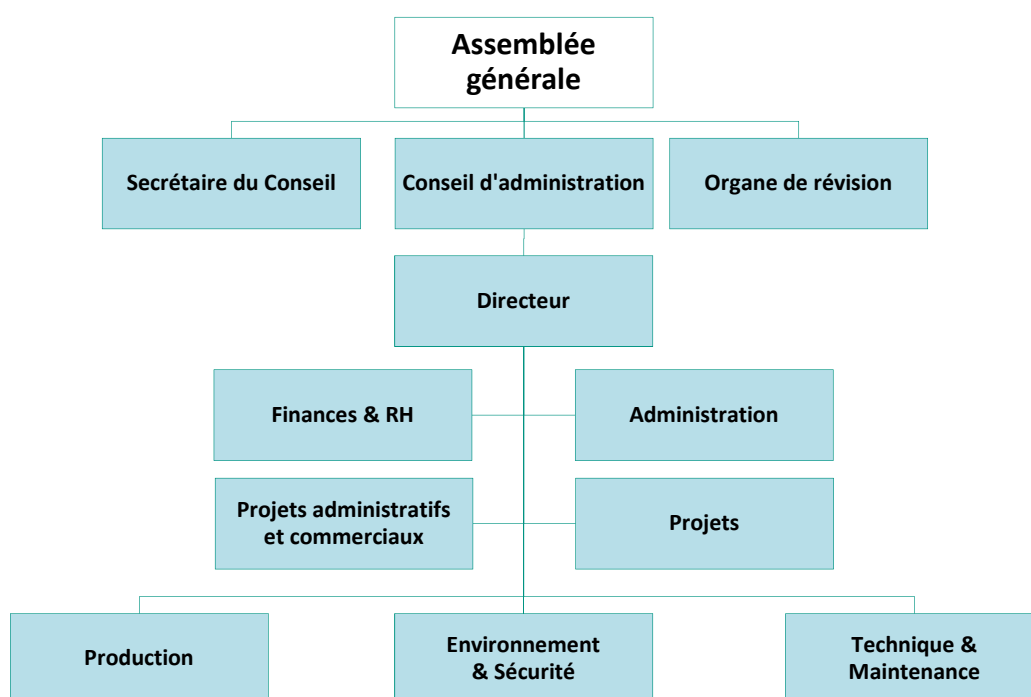 Assemblée
générale
Secrétaire du Conseil
Conseil d'administration
Organe de révision
Directeur
Finances & RH
Administration
Projets administratifs
et commerciaux
Projets
Production
Environnement
& Sécurité
Technique &
Maintenance